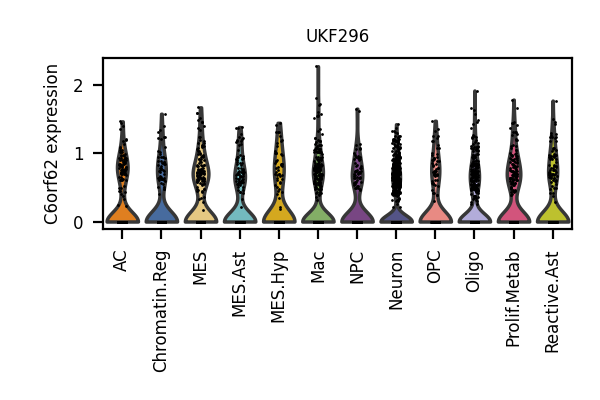 UKF296
C6orf62 expression
2
1
0
AC
Chromatin.Reg
MES
MES.Ast
MES.Hyp
Mac
NPC
Neuron
OPC
Oligo
Prolif.Metab
Reactive.Ast